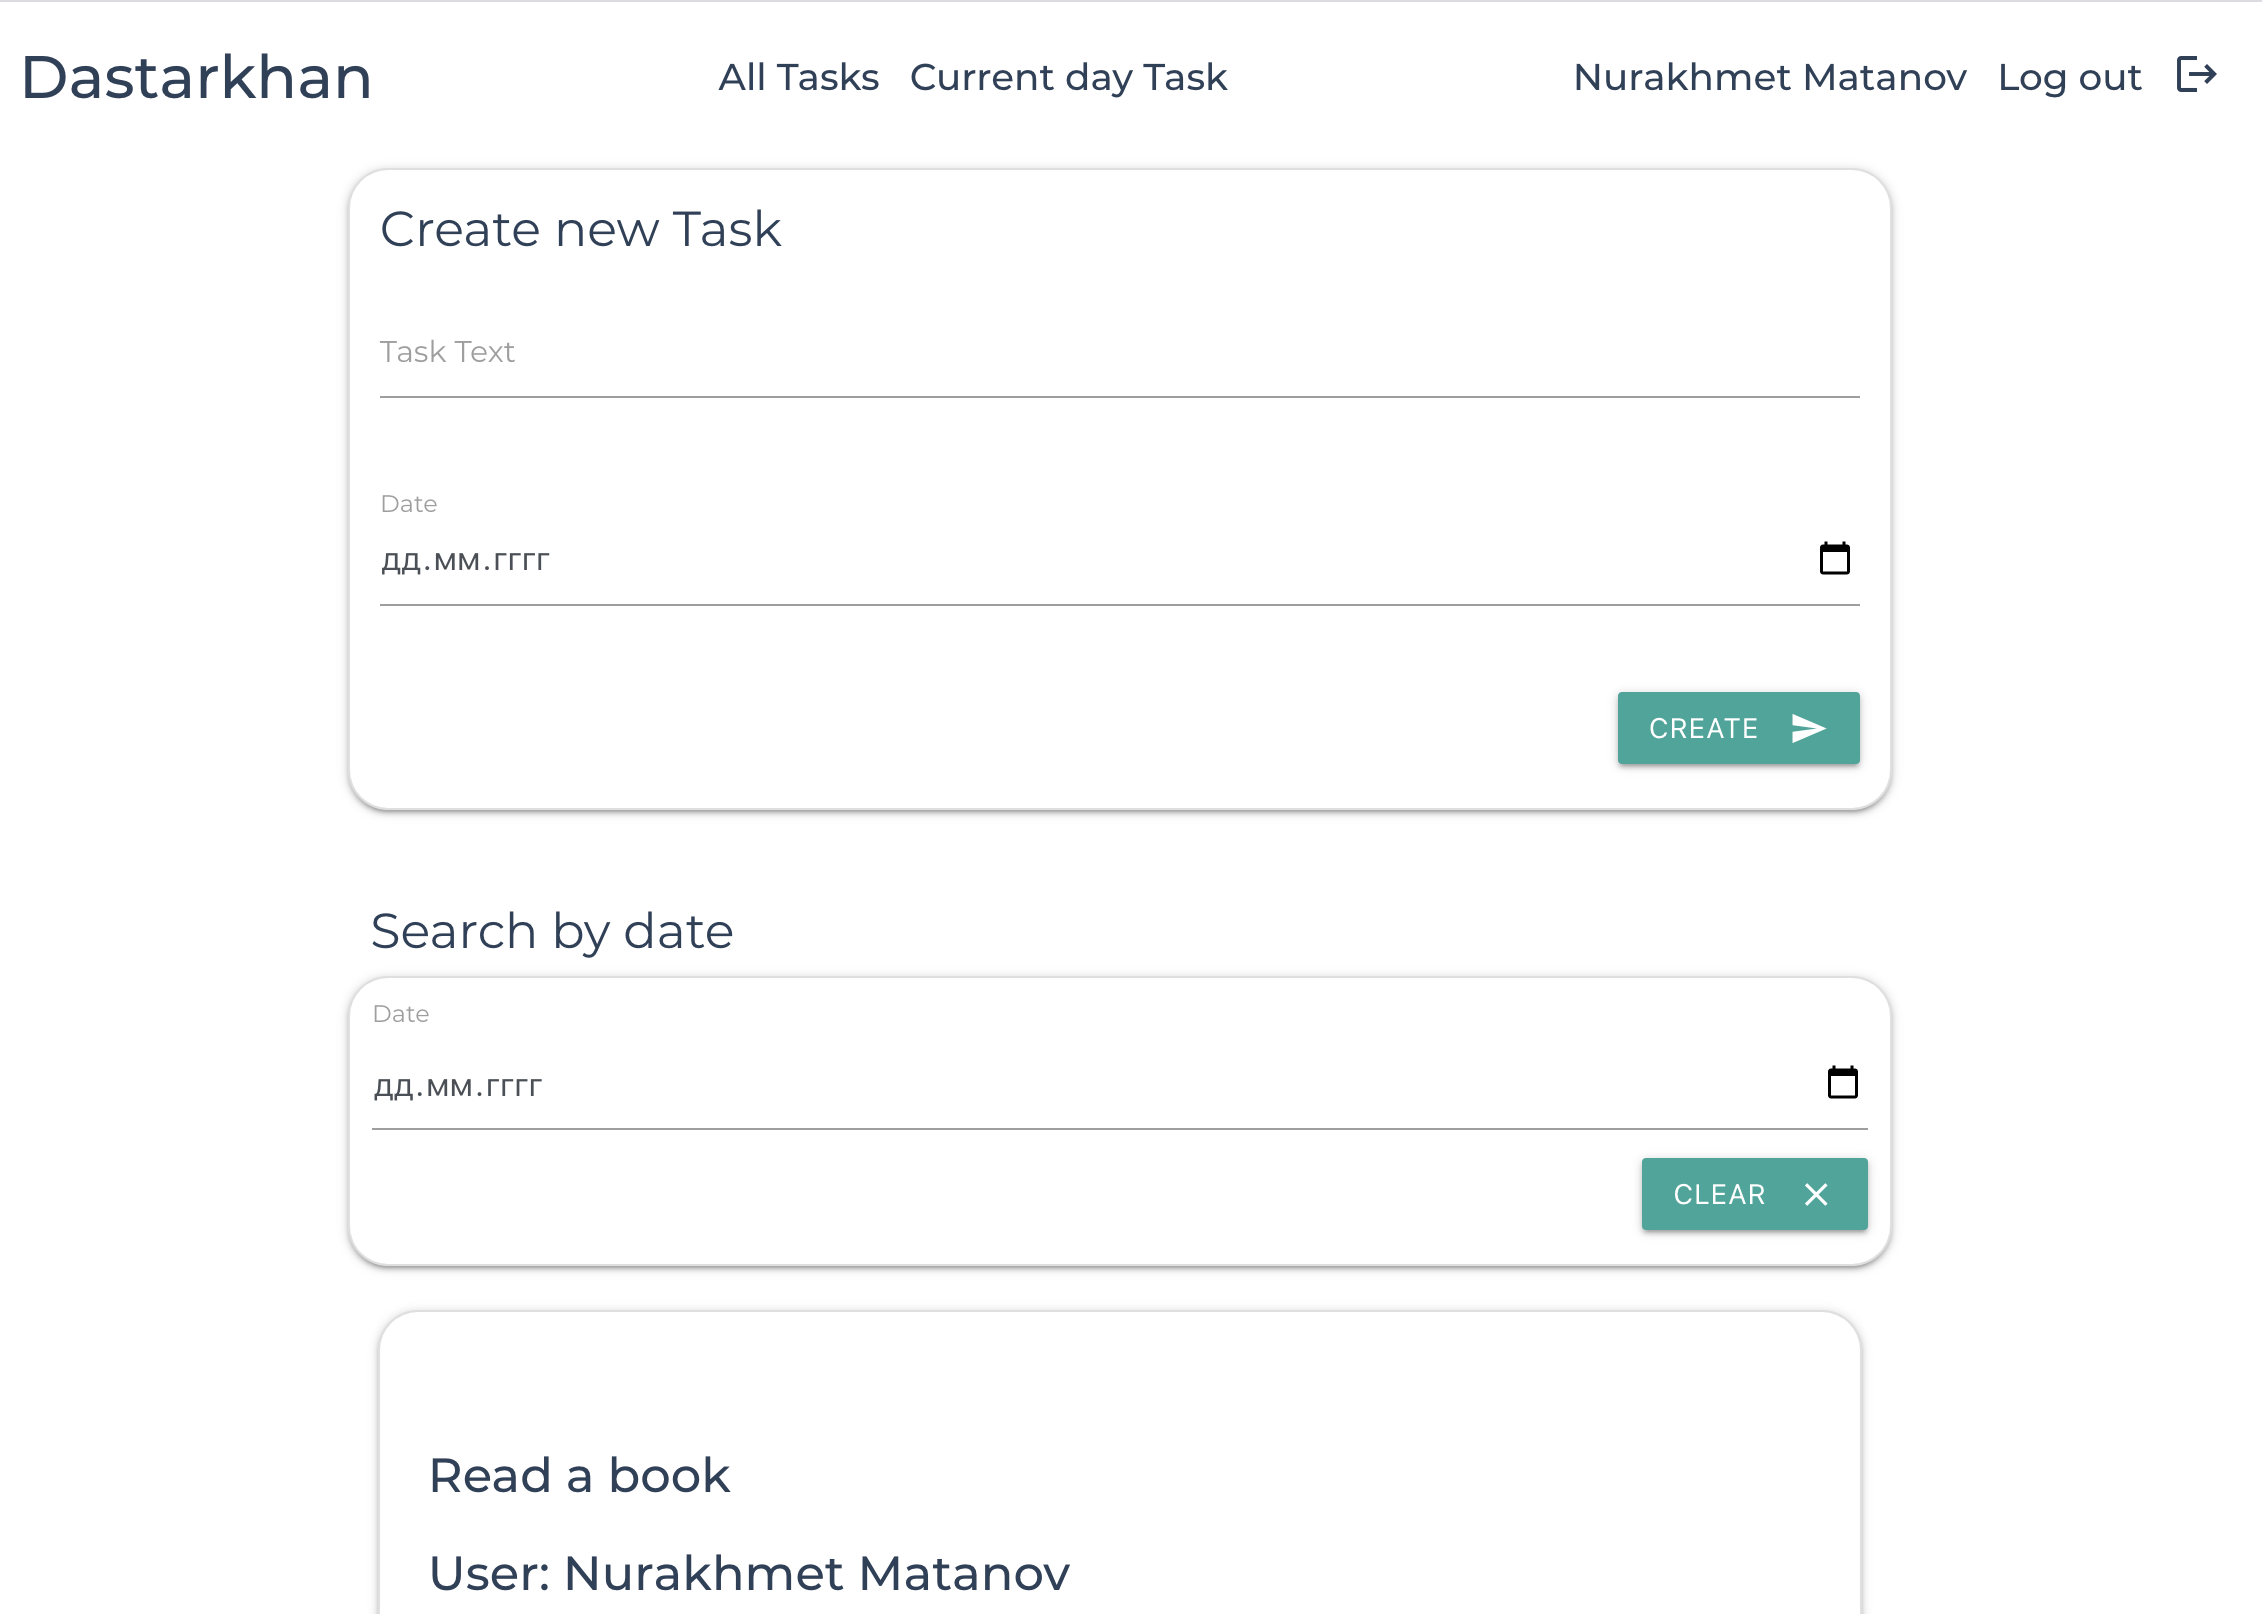 Dastarkhan
All Tasks Current day Task
Nurakhmet Matanov Log out
Create new Task
Task Text
Date
дд.мм.гггг
CREATE
Search by date
Date
дд.мм.гггг
CLEAR
Read a book
User: Nurakhmet Matanov